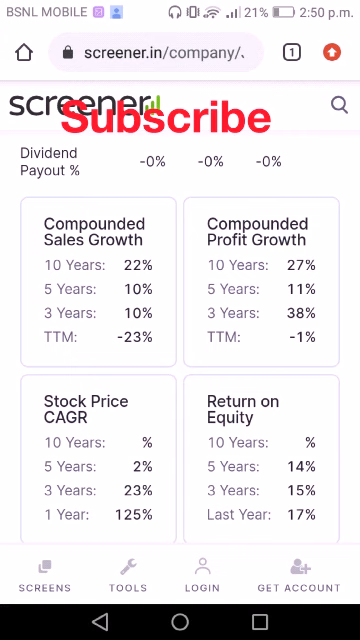 BSNL MOBILE 21% 2:50 p.m.
screener.in/company/ 1
screener
Subscribe
Dividend Payout % -0% -0% -0%
Compounded Sales Growth
10 Years: 22%
5 Years: 10%
3 Years: 10%
TTM: -23%
Compounded Profit Growth
10 Years: 27%
5 Years: 11%
3 Years: 38%
TTM: -1%
Stock Price CAGR
10 Years: %
5 Years: 2%
3 Years: 23%
1 Year: 125%
Return on Equity
10 Years: %
5 Years: 14%
3 Years: 15%
Last Year: 17%
SCREENS TOOLS LOGIN GET ACCOUNT